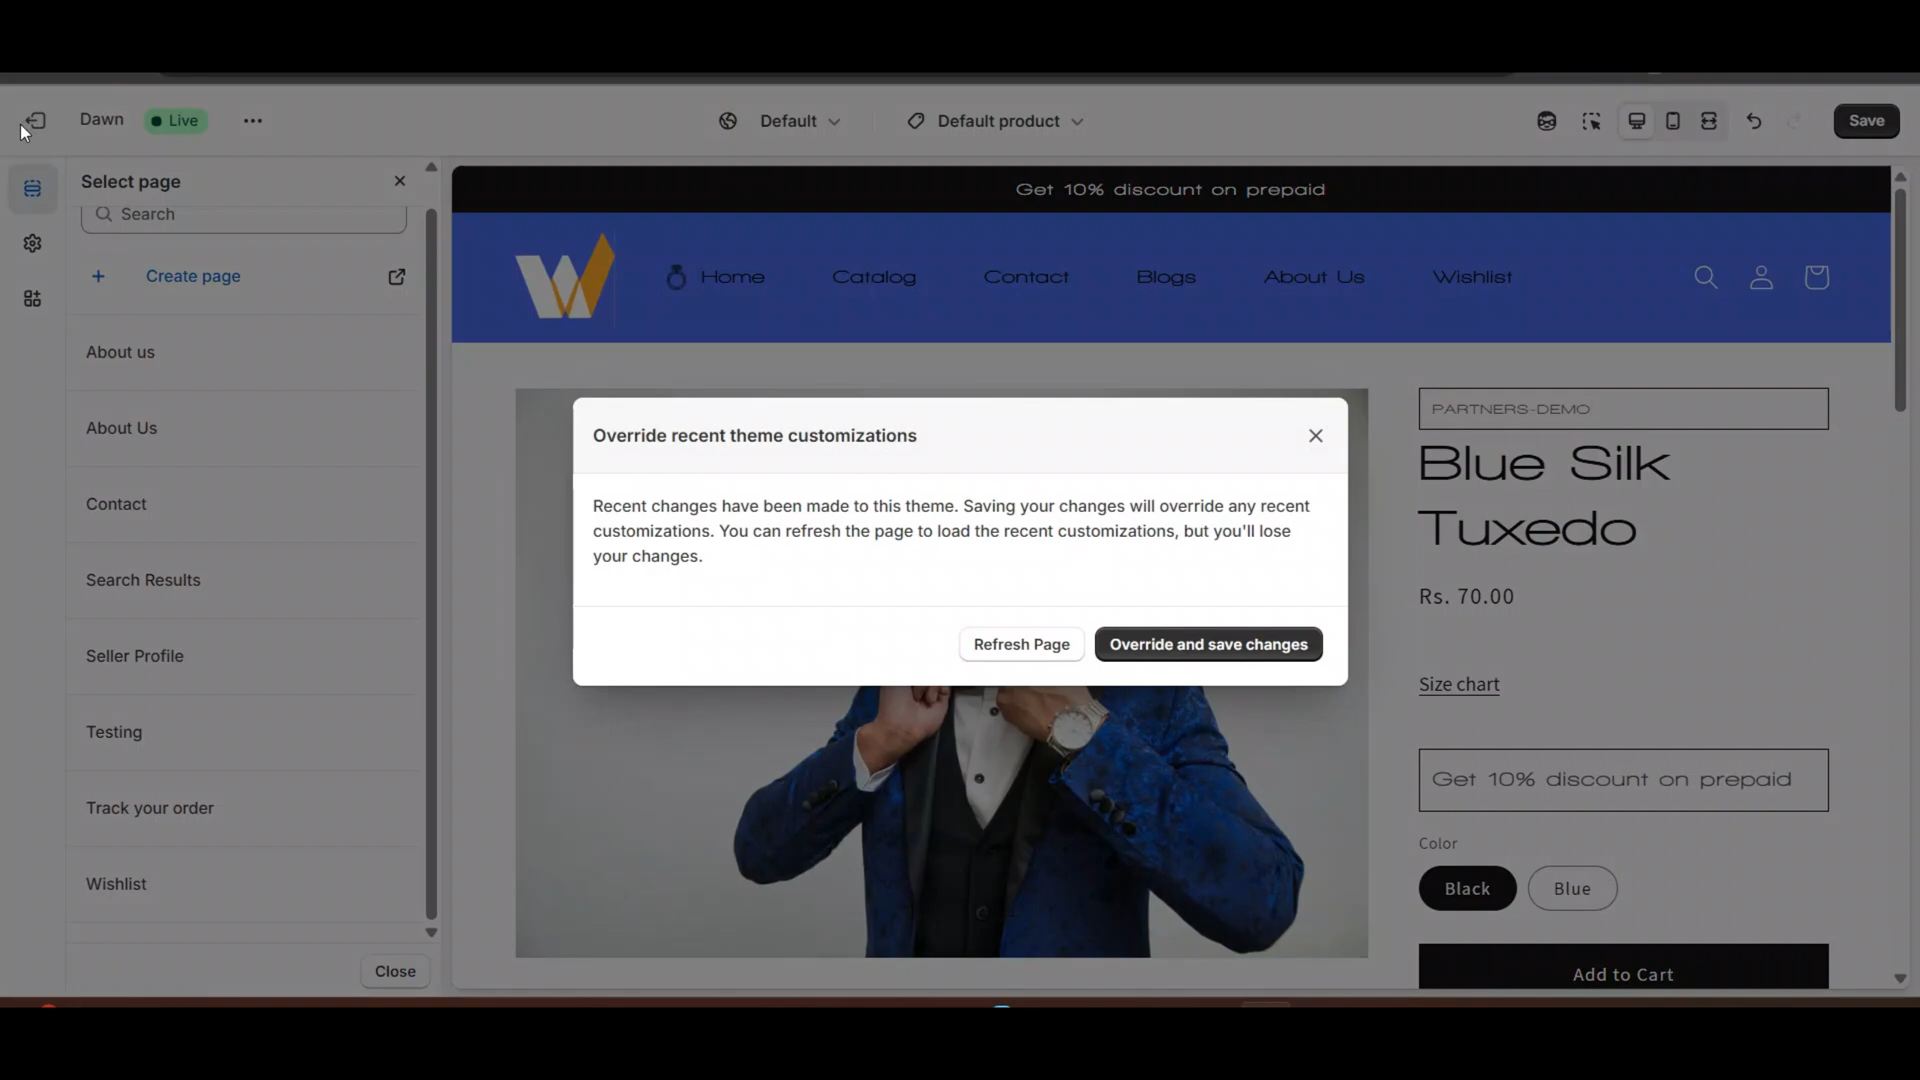 Dawn
Live
Default
Default product
Save
Select page
Search
Create page
About us
About Us
Contact
Search Results
Seller Profile
Testing
Track your order
Wishlist
Close
Get 10% discount on prepaid
Home
Catalog
Contact
Blogs
About Us
Wishlist
Override recent theme customizations
Recent changes have been made to this theme. Saving your changes will override any recent
customizations. You can refresh the page to load the recent customizations, but you'll lose
your changes.
Refresh Page
Override and save changes
PARTNERS-DEMO
Blue Silk
Tuxedo
Rs. 70.00
Size chart
Get 10% discount on prepaid
Color
Black
Blue
Add to Cart